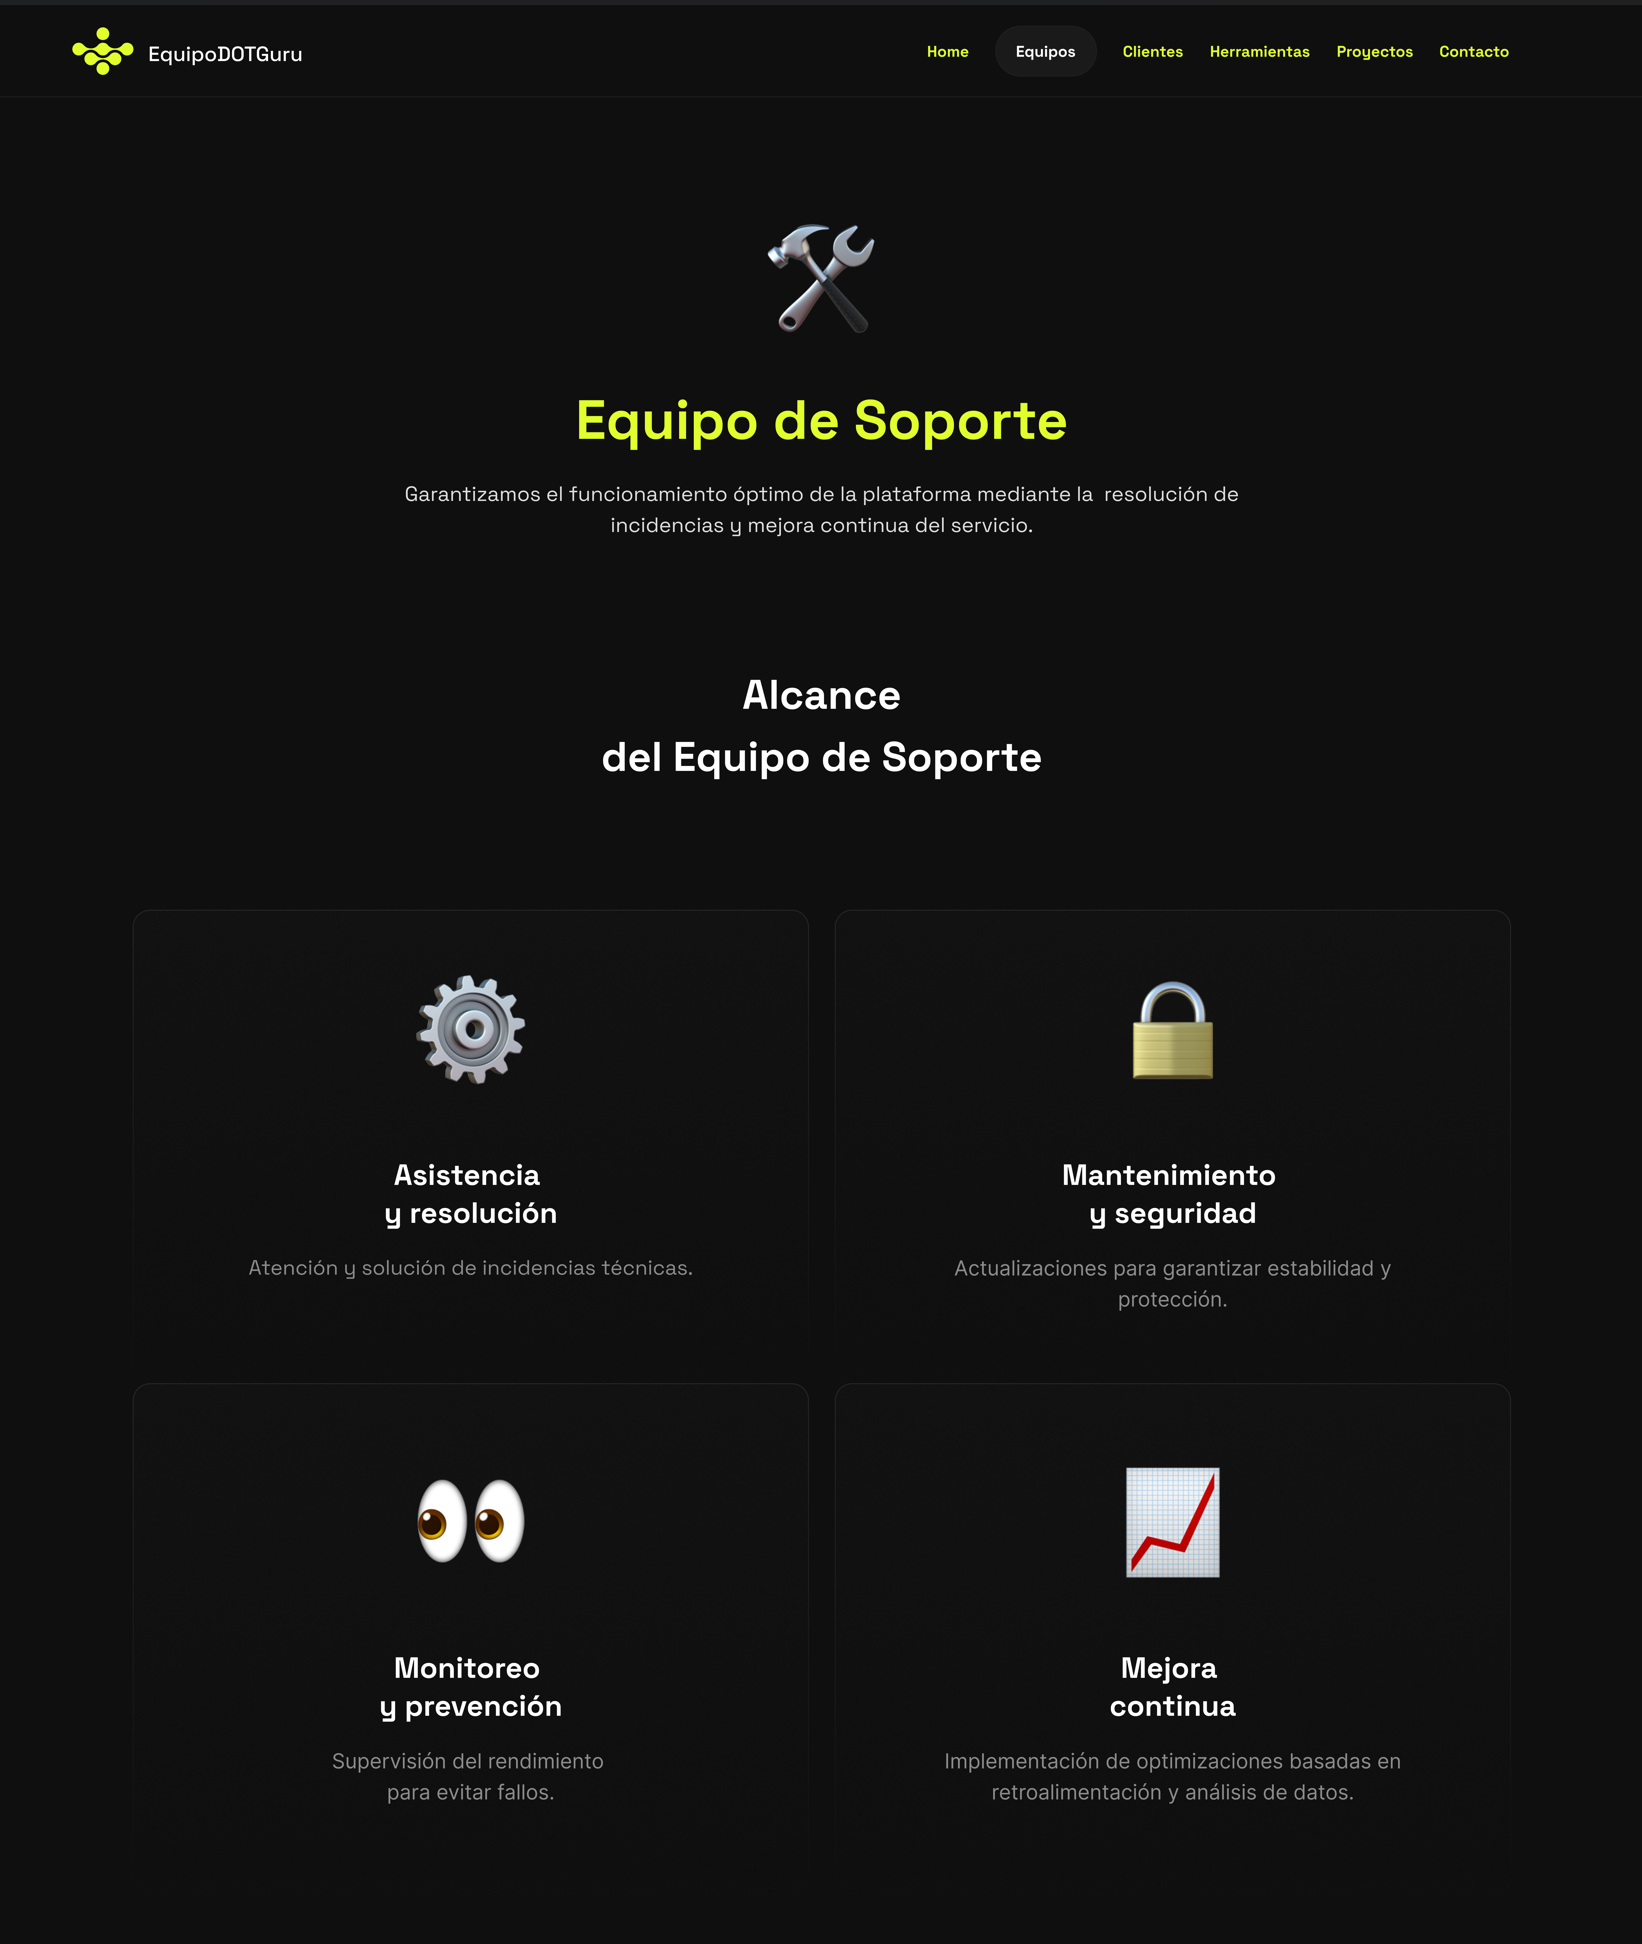 EquipoDOTGuru
Home
Equipos
Clientes
Herramientas
Proyectos
Contacto
Equipo de Soporte
Garantizamos el funcionamiento óptimo de la plataforma mediante la  resolución de
incidencias y mejora continua del servicio.
Alcance
del Equipo de Soporte
Asistencia
y resolución
Atención y solución de incidencias técnicas.
Mantenimiento
y seguridad
Actualizaciones para garantizar estabilidad y
protección.
Monitoreo
y prevención
Supervisión del rendimiento
para evitar fallos.
Mejora
continua
Implementación de optimizaciones basadas en
retroalimentación y análisis de datos.